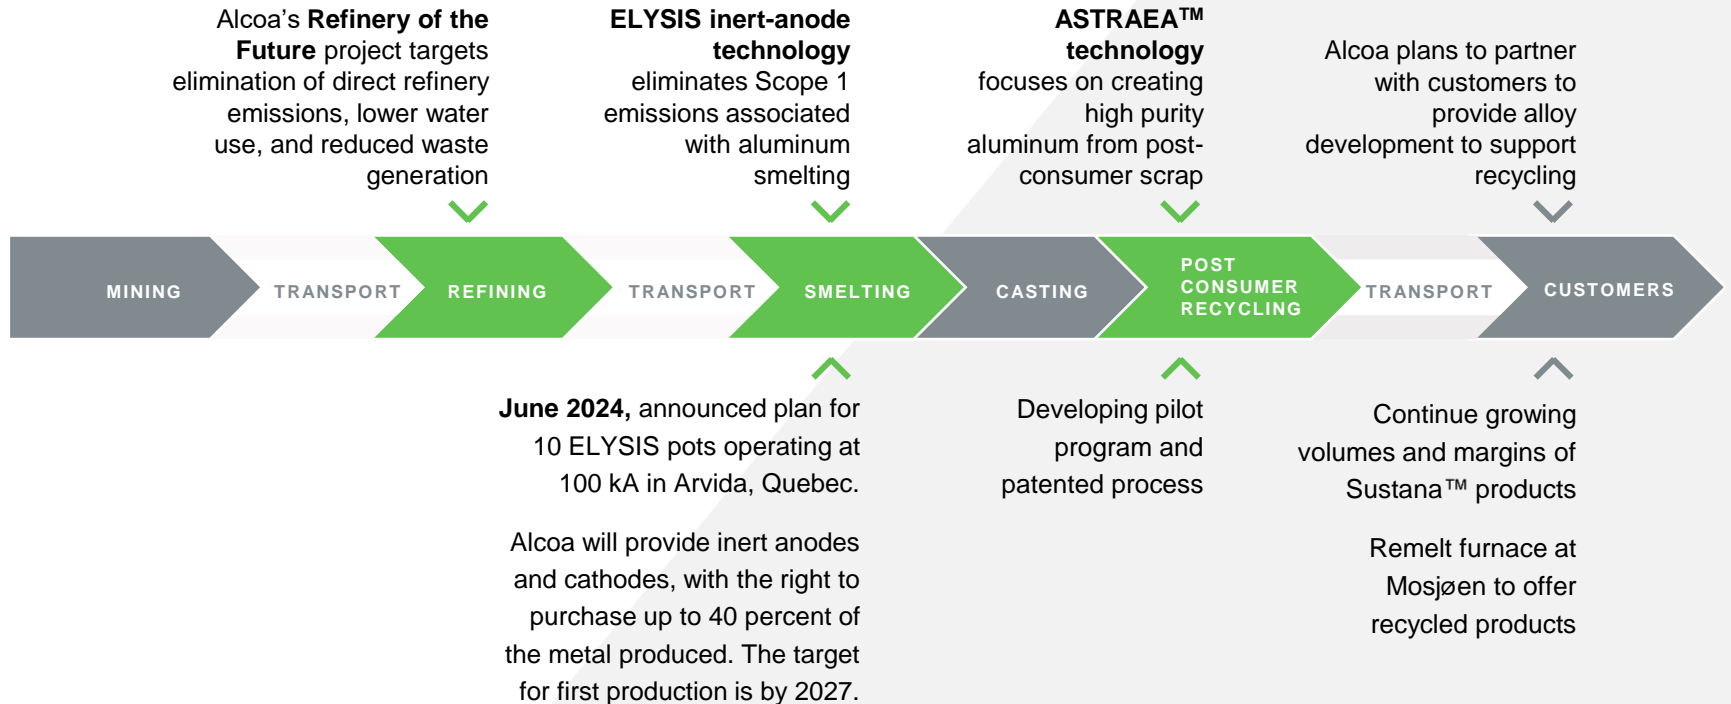 Alcoa’s Refinery of the
Future project targets
elimination of direct refinery
emissions, lower water
use, and reduced waste
generation
ELYSIS inert-anode
technology
eliminates Scope 1
emissions associated
with aluminum
smelting
ASTRAEA™
technology
focuses on creating
high purity
aluminum from post-
consumer scrap
Alcoa plans to partner
with customers to
provide alloy
development to support
recycling
MINING
TRANSPORT
REFINING
TRANSPORT
SMELTING
CASTING
POST
CONSUMER
RECYCLING
TRANSPORT
CUSTOMERS
June 2024, announced plan for
10 ELYSIS pots operating at
100 kA in Arvida, Quebec.
Alcoa will provide inert anodes
and cathodes, with the right to
purchase up to 40 percent of
the metal produced. The target
for first production is by 2027.
Developing pilot
program and
patented process
Continue growing
volumes and margins of
Sustana™ products
Remelt furnace at
Mosjøen to offer
recycled products